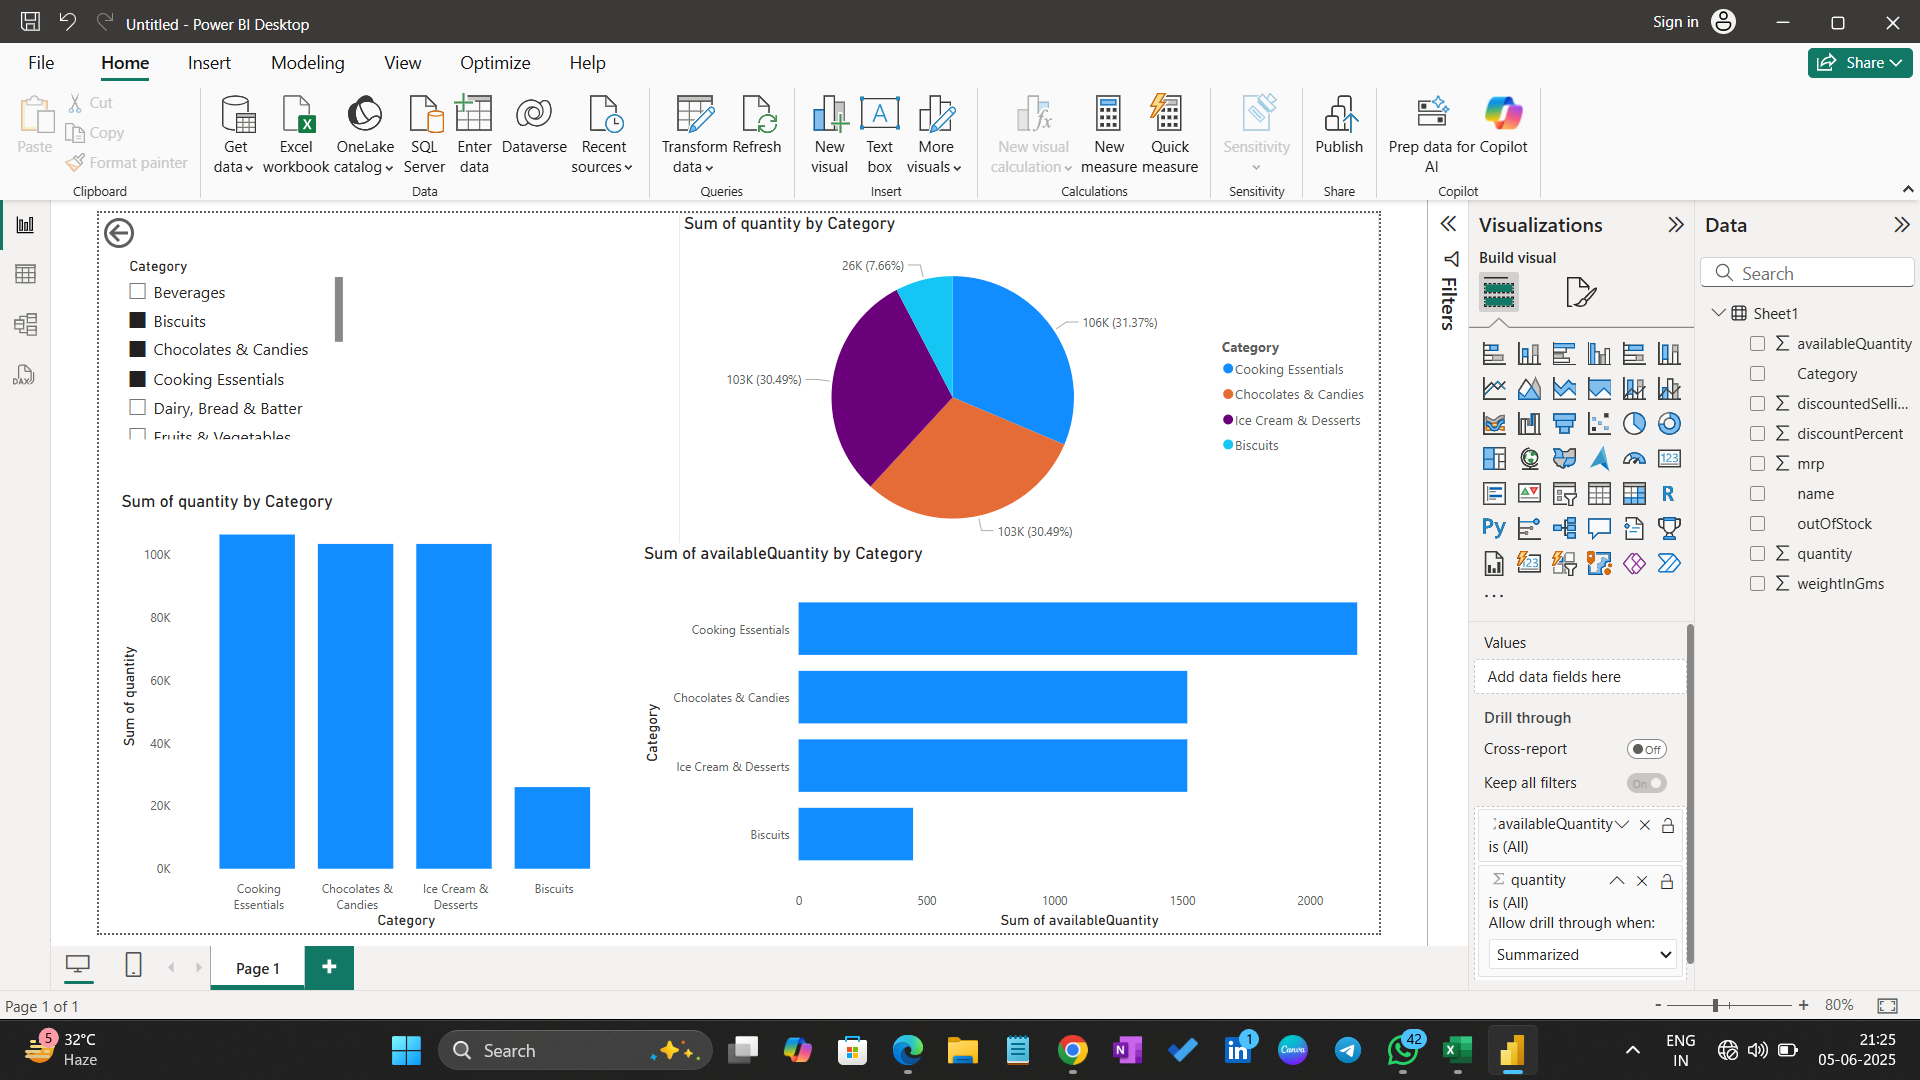 Untitled - Power BI Desktop
Sign in
File
Home
Insert
Modeling
View
Optimize
Help
Share
Paste
Cut
Copy
Format painter
Clipboard
Get data
Excel workbook
OneLake catalog
SQL Server
Enter data
Dataverse
Recent sources
Data
Transform data
Refresh
Queries
New visual
Text box
More visuals
Insert
New visual calculation
New measure
Quick measure
Calculations
Sensitivity
Sensitivity
Publish
Share
Prep data for AI
Copilot
Copilot
Category
Beverages
Biscuits
Chocolates & Candies
Cooking Essentials
Dairy, Bread & Batter
Fruits & Vegetables
Sum of quantity by Category
26K (7.66%)
106K (31.37%)
103K (30.49%)
103K (30.49%)
Category
Cooking Essentials
Chocolates & Candies
Ice Cream & Desserts
Biscuits
Sum of quantity by Category
Sum of quantity
100K
80K
60K
40K
20K
0K
Cooking Essentials
Chocolates & Candies
Ice Cream & Desserts
Biscuits
Category
Sum of availableQuantity by Category
Category
Cooking Essentials
Chocolates & Candies
Ice Cream & Desserts
Biscuits
0
500
1000
1500
2000
Sum of availableQuantity
Filters
Visualizations
Build visual
Values
Add data fields here
Drill through
Cross-report
Off
Keep all filters
On
availableQuantity
is (All)
quantity
is (All)
Allow drill through when:
Summarized
Data
Search
Sheet1
availableQuantity
Category
discountedSelli...
discountPercent
mrp
name
outOfStock
quantity
weightInGms
Page 1
Page 1 of 1
- + 80%
5
32°C
Haze
Search
1
Canva
42
ENG
IN
21:25
05-06-2025